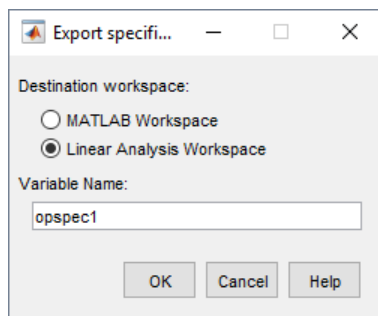 Export specifi...
Destination workspace:
MATLAB Workspace
Linear Analysis Workspace
Variable Name:
opspec1
OK Cancel Help